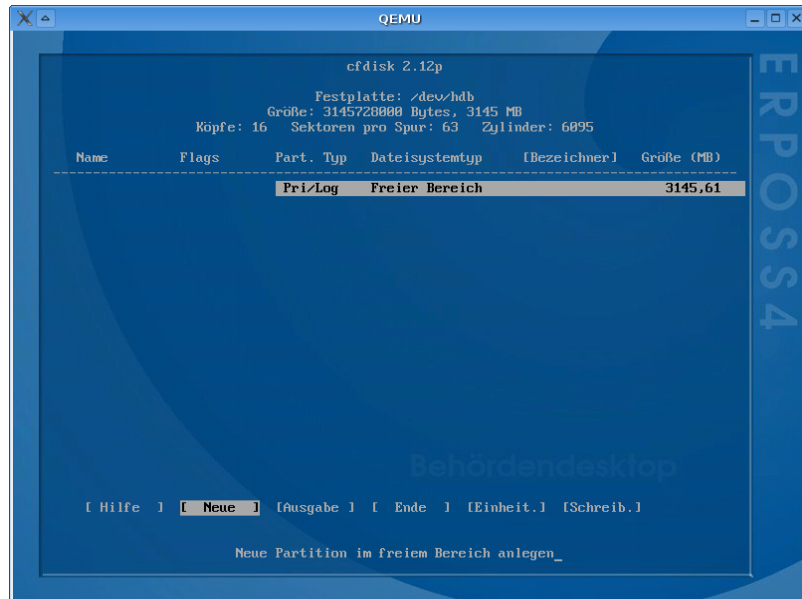 QEMU
cfdisk 2.12p
Festplatte: /dev/hdb
Größe: 3145728000 Bytes, 3145 MB
Köpfe: 16 Sektoren pro Spur: 63 Zylinder: 6095
Name Flags Part. Typ Dateisystemtyp [Bezeichner] Größe (MB)
Pri/Log Freier Bereich 3145,61
Behördendesktop
[ Hilfe ] [ Neue ] [Ausgabe ] [ Ende ] [Einheit.] [Schreib.]
Neue Partition im freiem Bereich anlegen_
ERPOSS4